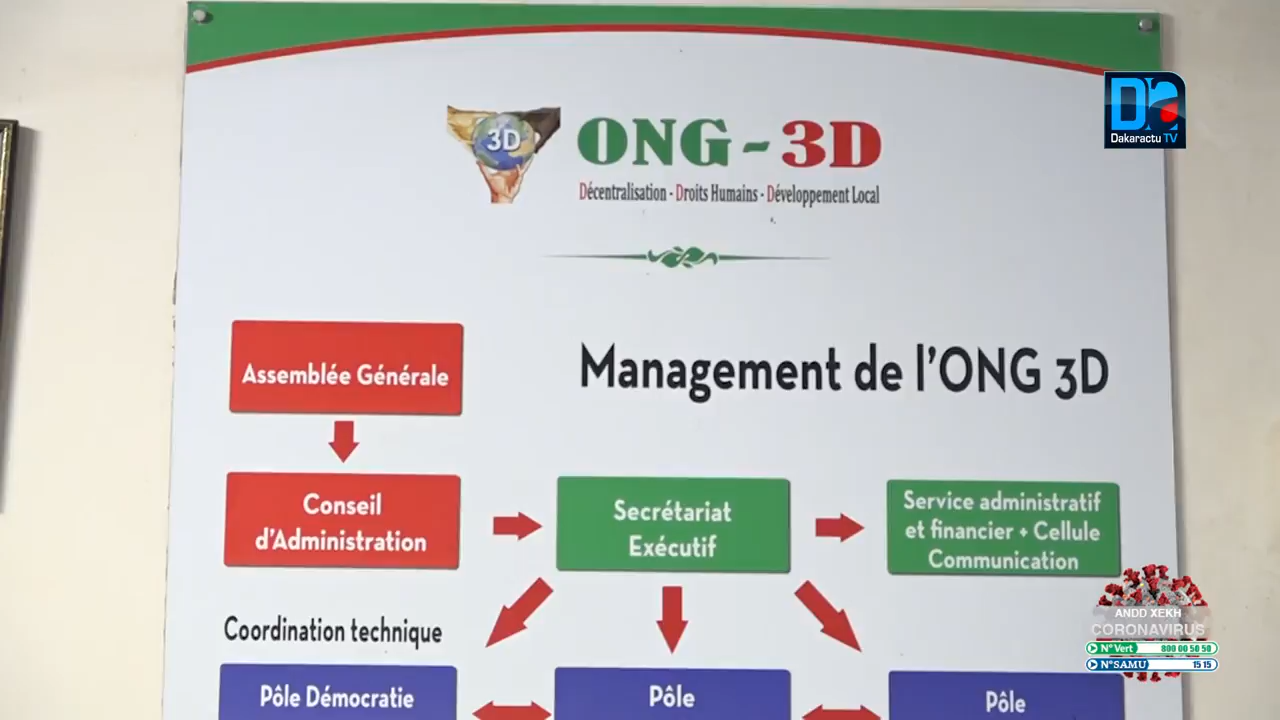 3D
ONG - 3D
Décentralisation - Droits Humains - Développement Local
Dakaractu TV
Assemblée Générale
Management de l'ONG 3D
Conseil
d'Administration
Secrétariat
Exécutif
Service administratif
et financier + Cellule
Communication
Coordination technique
Pôle Démocratie
Pôle
Pôle
ANDD XEKH
CORONAVIRUS
N° Vert 800 00 50 50
N° SAMU 15 15